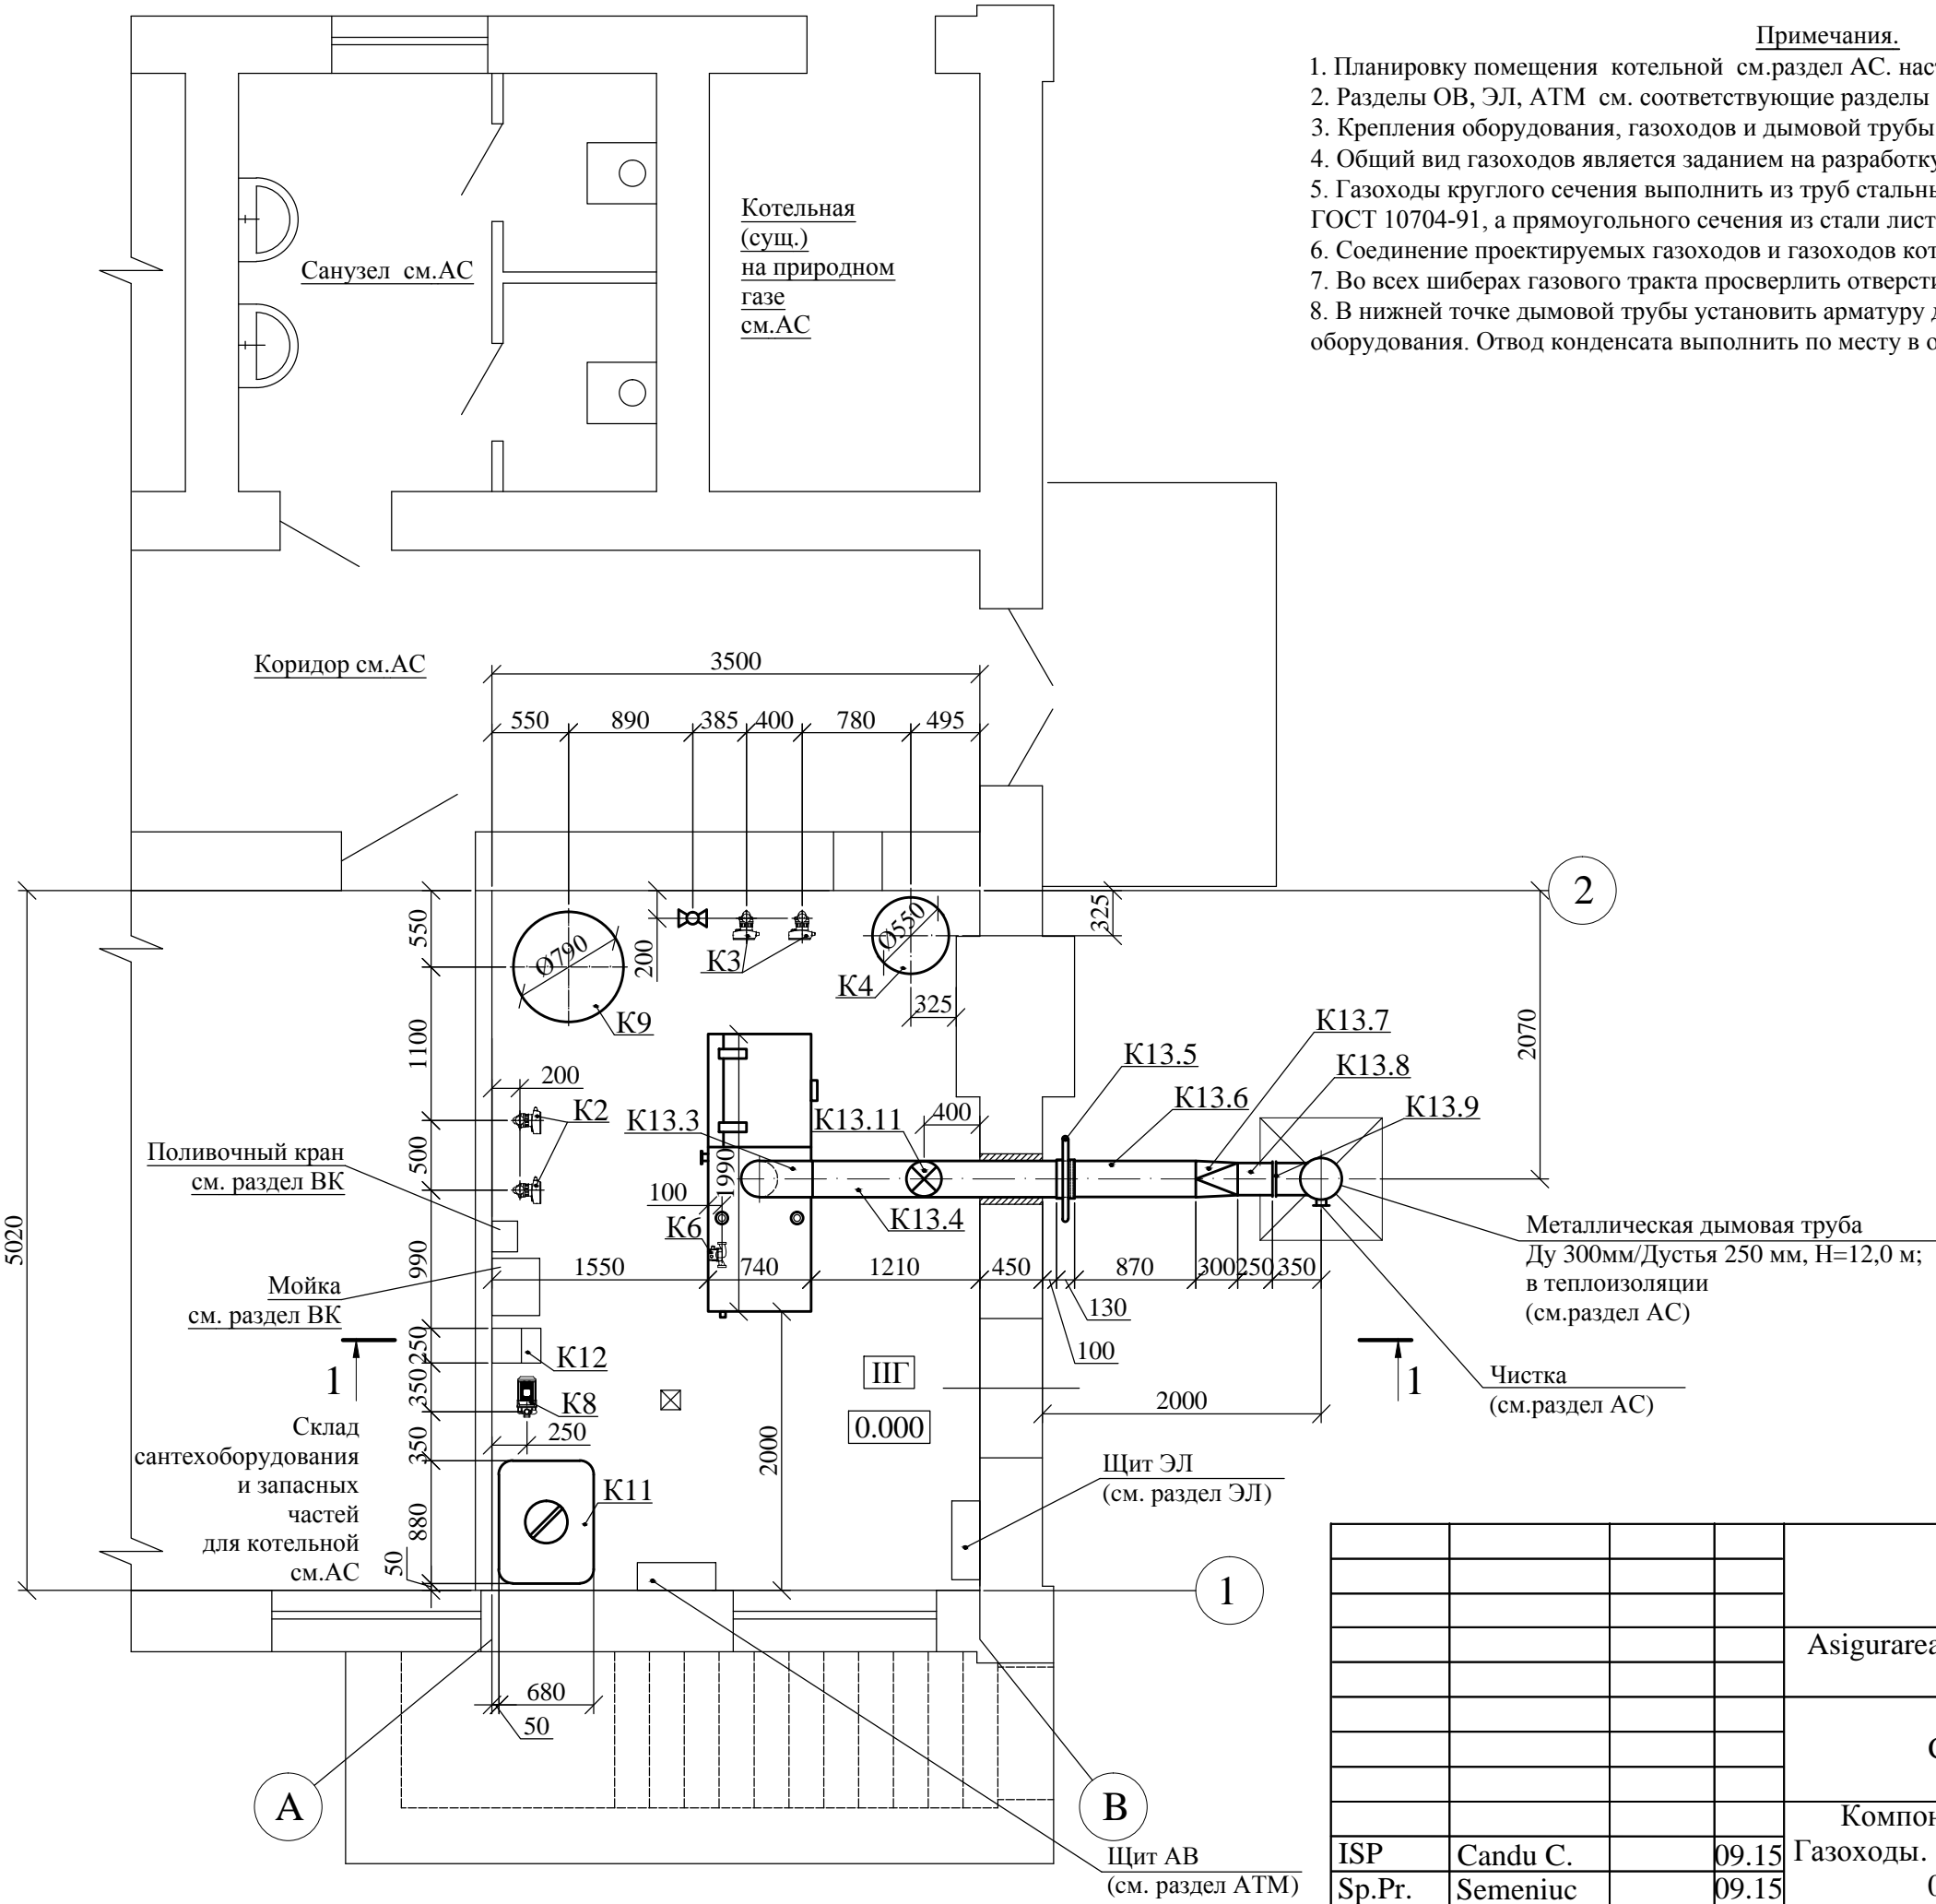 Примечания.
1. Планировку помещения котельной см.раздел АС.
2. Разделы ОВ, ЭЛ, АТМ см. соответствующие разделы
3. Крепления оборудования, газоходов и дымовой трубы
4. Общий вид газоходов является заданием на разработку
5. Газоходы круглого сечения выполнить из труб
ГОСТ 10704-91, а прямоугольного сечения из стали
6. Соединение проектируемых газоходов и газоходов
7. Во всех шиберах газового тракта просверлить
8. В нижней точке дымовой трубы установить арматуру
оборудования. Отвод конденсата выполнить по месту в
Котельная
(сущ.)
на природном
газе
см.АС
Санузел см.АС
Коридор см.АС
3500
550 890 385 400 780 495
2
550
325
Ø790
Ø550
200
К3
К4
К9
325
1100
2070
К13.7
К13.5
К13.8
200
К2
К13.3
К13.11
400
К13.6
К13.9
Поливочный кран
см. раздел ВК
500
1990
100
К6
К13.4
5020
Металлическая дымовая труба
Ду 300мм/Дустья 250 мм, Н=12,0 м;
в теплоизоляции
(см.раздел АС)
990
1550 740 1210 450 870 300 250 350
Мойка
см. раздел ВК
130
100
250
К12
IIГ
1
1
350
К8
2000
Чистка
(см.раздел АС)
Склад
сантехоборудования
и запасных
частей
для котельной
см.АС
350
250
0.000
2000
К11
Щит ЭЛ
(см. раздел ЭЛ)
880
50
1
680
50
А
В
Щит АВ
(см. раздел АТМ)
Asigurarea
ISP Candu C. 09.15
Газоходы.
Sp.Pr. Semeniuc 09.15